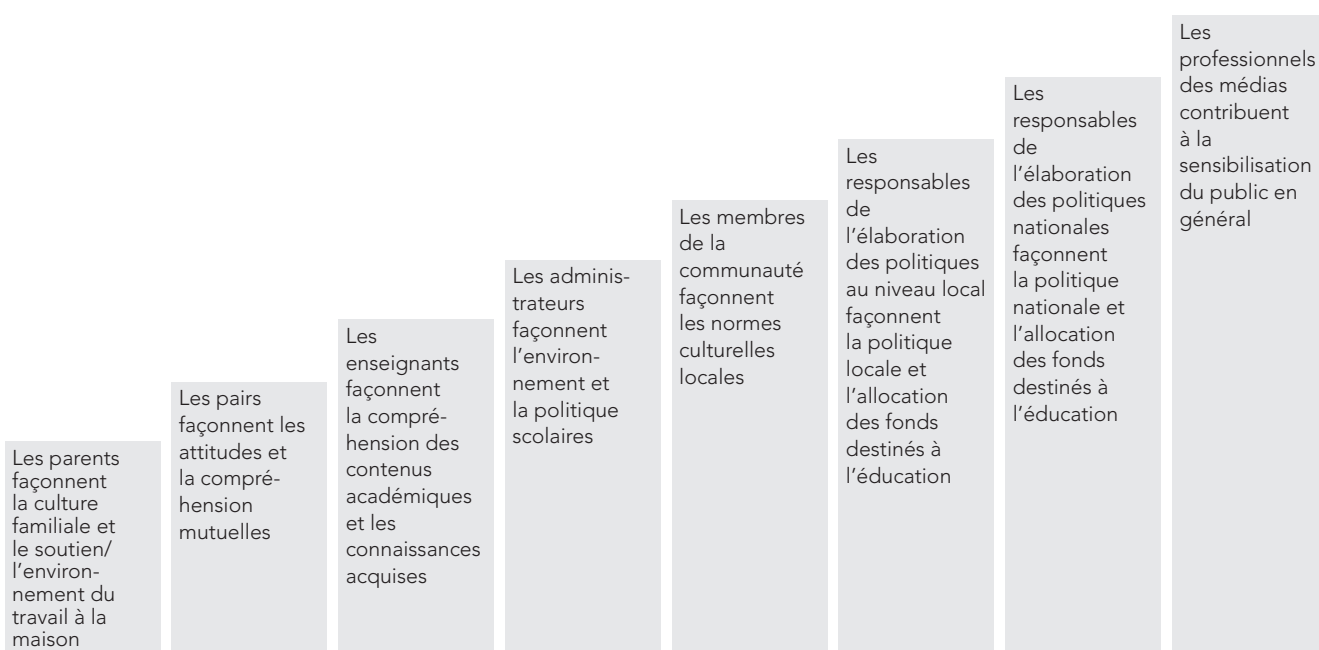 Les parents
façonnent
la culture
familiale et
le soutien/
l'environ-
nement du
travail à la
maison
Les pairs
façonnent les
attitudes et
la compré-
hension
mutuelles
Les
enseignants
façonnent
la compré-
hension des
contenus
académiques
et les
connaissances
acquises
Les adminis-
trateurs
façonnent
l'environ-
nement et
la politique
scolaires
Les membres
de la
communauté
façonnent
les normes
culturelles
locales
Les
responsables
de
l'élaboration
des politiques
au niveau local
façonnent
la politique
locale et
l'allocation
des fonds
destinés à
l'éducation
Les
responsables
de
l'élaboration
des politiques
nationales
façonnent
la politique
nationale et
l'allocation
des fonds
destinés à
l'éducation
Les
professionnels
des médias
contribuent
à la
sensibilisation
du public en
général